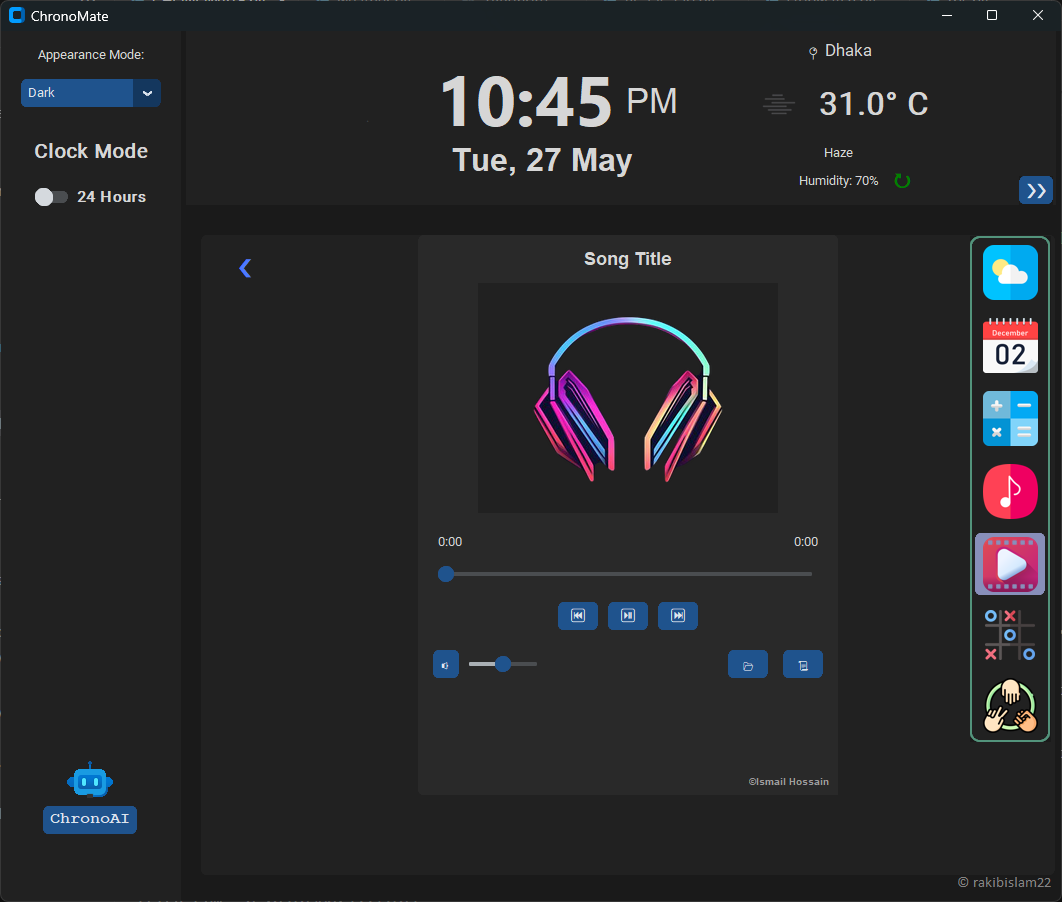 ChronoMate
Appearance Mode:
Dark
Clock Mode
24 Hours
ChronoAI
10:45 PM
Tue, 27 May
Dhaka
31.0° C
Haze
Humidity: 70%
Song Title
0:00
0:00
©Ismail Hossain
December
02
© rakibislam22